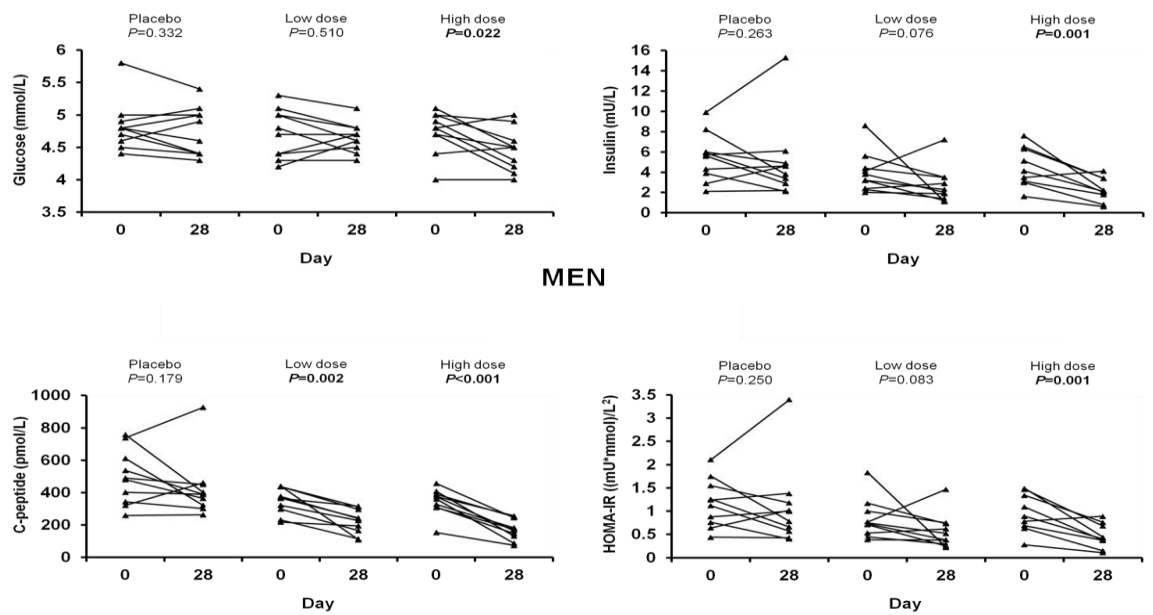 Placebo Low dose High dose
P=0.332 P=0.510 P=0.022
Glucose (mmol/L)
6
5.5
5
4.5
4
3.5
0 28 0 28 0 28
Day
Placebo Low dose High dose
P=0.263 P=0.076 P=0.001
Insulin (mU/L)
16
14
12
10
8
6
4
2
0
0 28 0 28 0 28
Day
MEN
Placebo Low dose High dose
P=0.179 P=0.002 P<0.001
C-peptide (pmol/L)
1000
800
600
400
200
0
0 28 0 28 0 28
Day
Placebo Low dose High dose
P=0.250 P=0.083 P=0.001
HOMA-IR ((mU*mmol)/L²)
3.5
3
2.5
2
1.5
1
0.5
0
0 28 0 28 0 28
Day